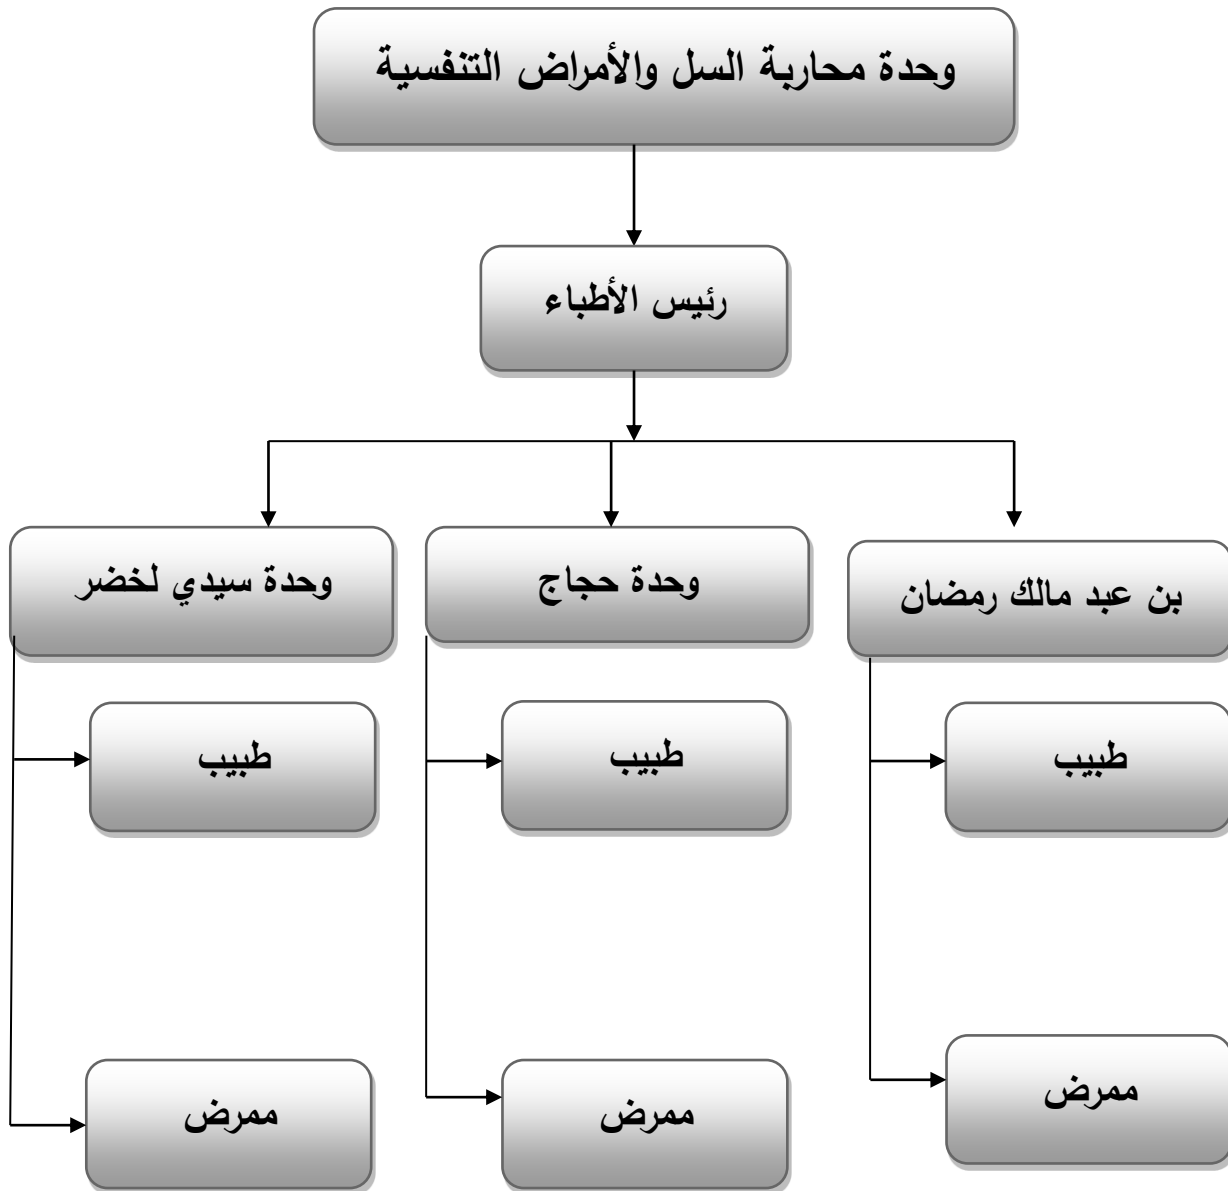 وحدة محاربة السل والأمراض التنفسية
رئيس الأطباء
بن عبد مالك رمضان
وحدة حجاج
وحدة سيدي لخضر
طبيب
طبيب
طبيب
ممرض
ممرض
ممرض